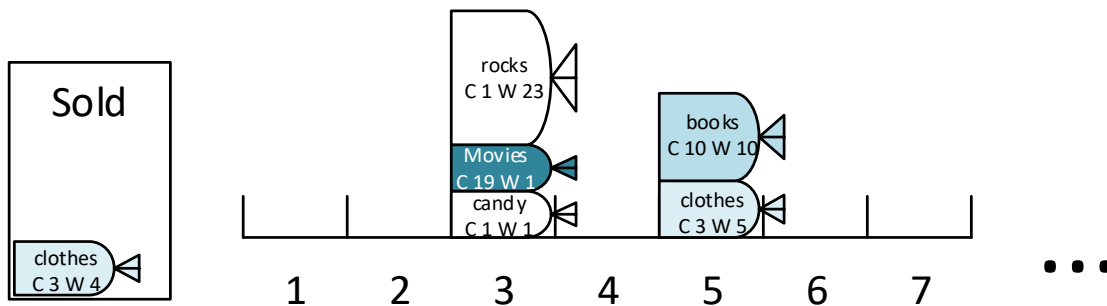 Sold
clothes
C 3 W 4
rocks
C 1 W 23
Movies
C 19 W 1
candy
C 1 W 1
books
C 10 W 10
clothes
C 3 W 5
1 2 3 4 5 6 7 ...